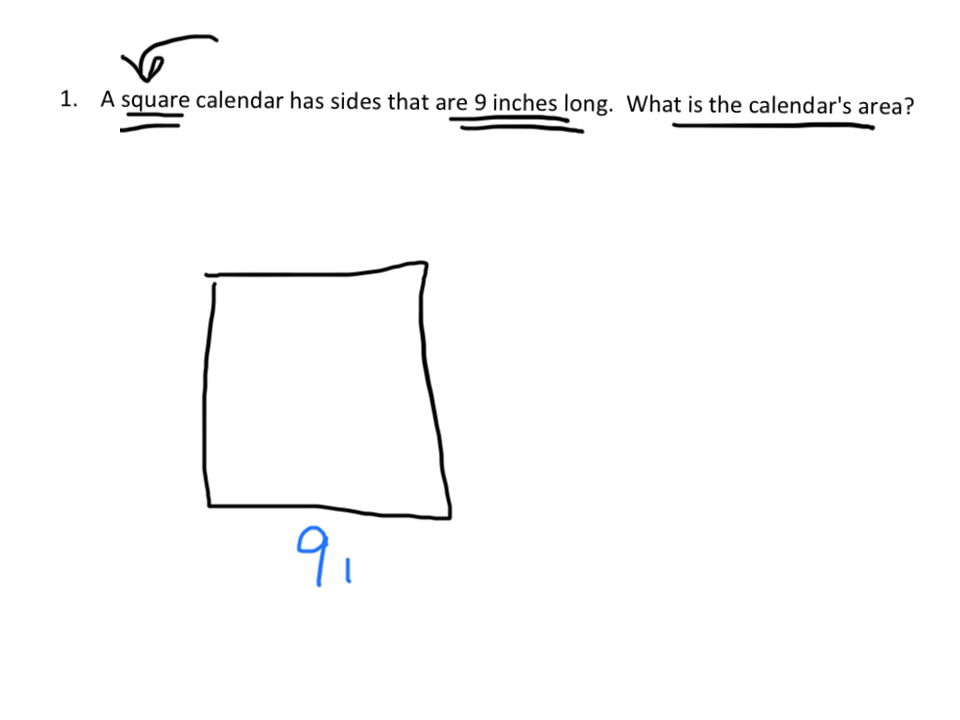 1. A square calendar has sides that are 9 inches long. What is the calendar's area?
9 ı